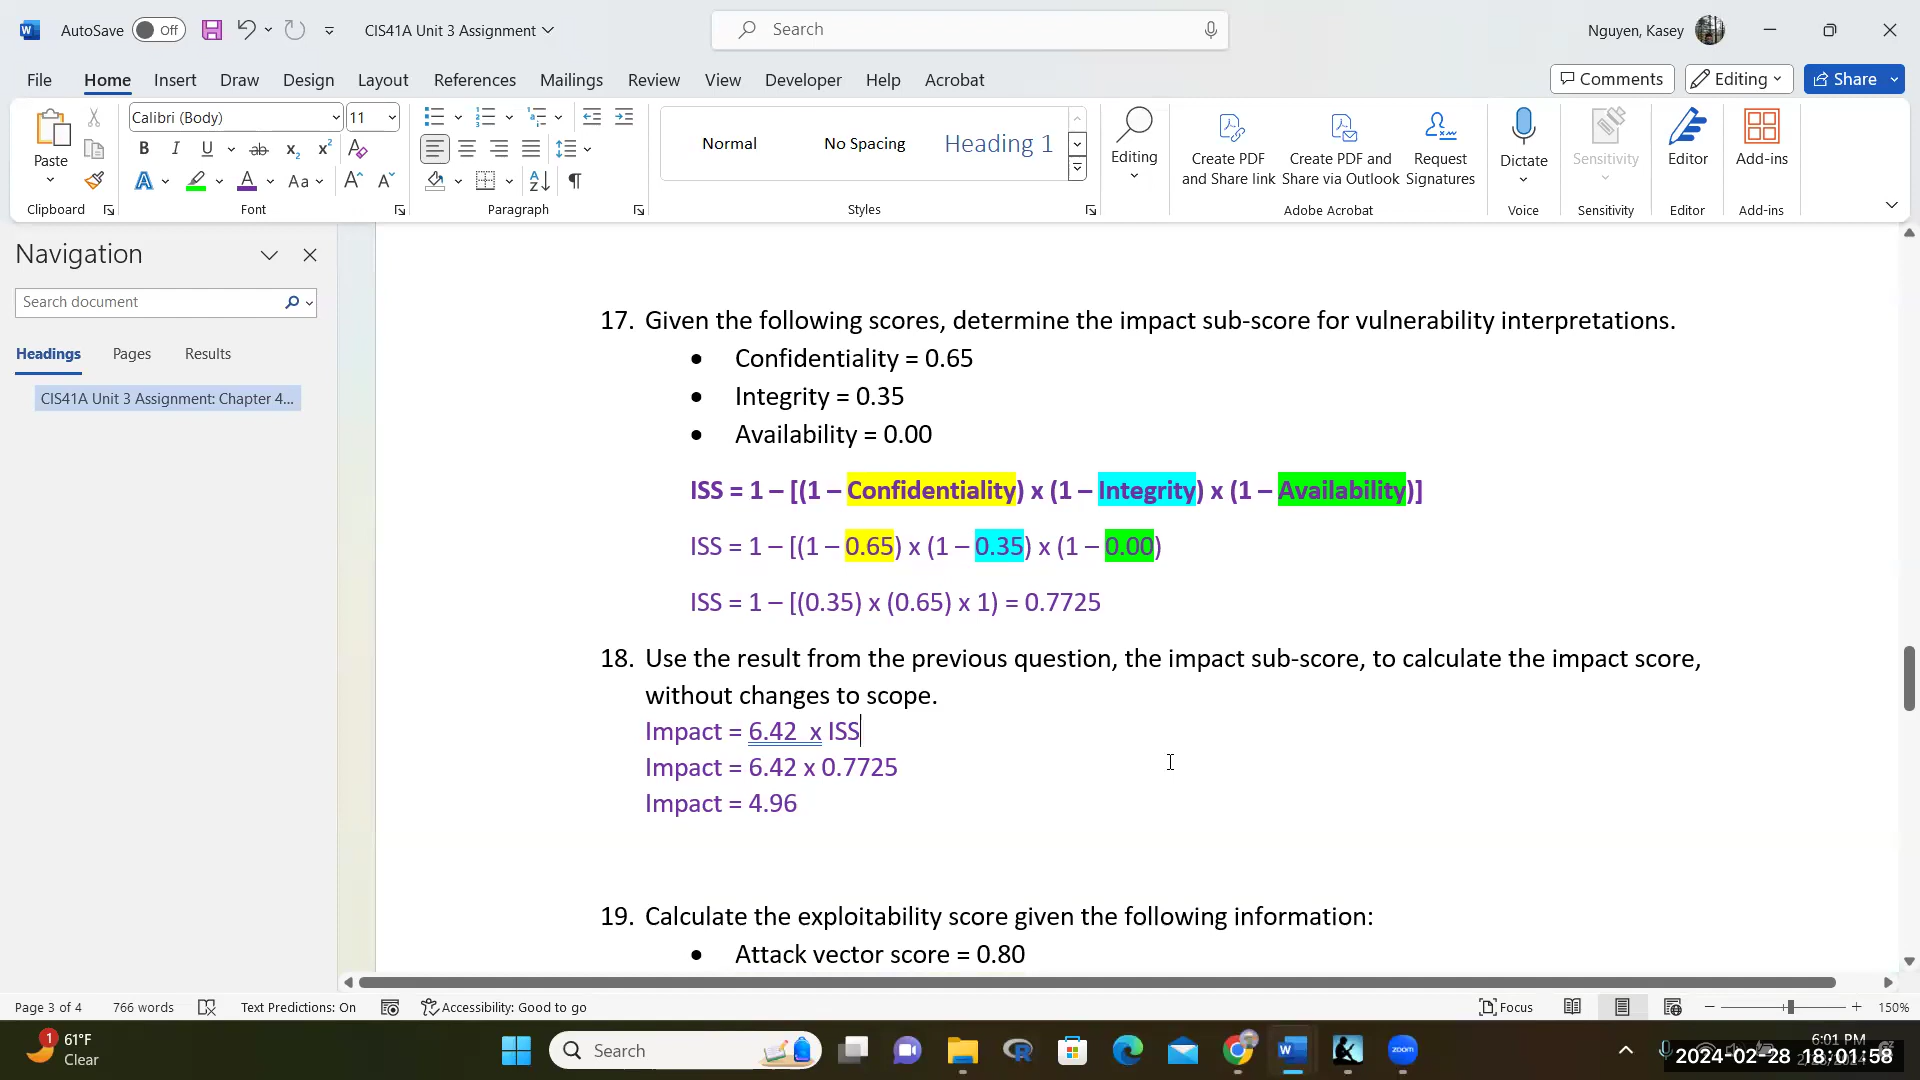 AutoSave Off CIS41A Unit 3 Assignment Search Nguyen, Kasey
File Home Insert Draw Design Layout References Mailings Review View Developer Help Acrobat Comments Editing Share
Calibri (Body) 11
Paste
Normal No Spacing Heading 1
Editing
Create PDF and Share link
Create PDF and Share via Outlook
Request Signatures
Dictate
Sensitivity
Editor
Add-ins
Clipboard Font Paragraph Styles Adobe Acrobat Voice Sensitivity Editor Add-ins
Navigation
Search document
Headings Pages Results
CIS41A Unit 3 Assignment: Chapter 4...
17. Given the following scores, determine the impact sub-score for vulnerability interpretations.
• Confidentiality = 0.65
• Integrity = 0.35
• Availability = 0.00
ISS = 1 – [(1 – Confidentiality) x (1 – Integrity) x (1 – Availability)]
ISS = 1 – [(1 – 0.65) x (1 – 0.35) x (1 – 0.00)
ISS = 1 – [(0.35) x (0.65) x 1) = 0.7725
18. Use the result from the previous question, the impact sub-score, to calculate the impact score,
without changes to scope.
Impact = 6.42  x ISS
Impact = 6.42 x 0.7725
Impact = 4.96
19. Calculate the exploitability score given the following information:
• Attack vector score = 0.80
Page 3 of 4 766 words Text Predictions: On Accessibility: Good to go Focus 150%
1 61°F
Clear
Search
zoom
6:01 PM
2024-02-28 18:01:58